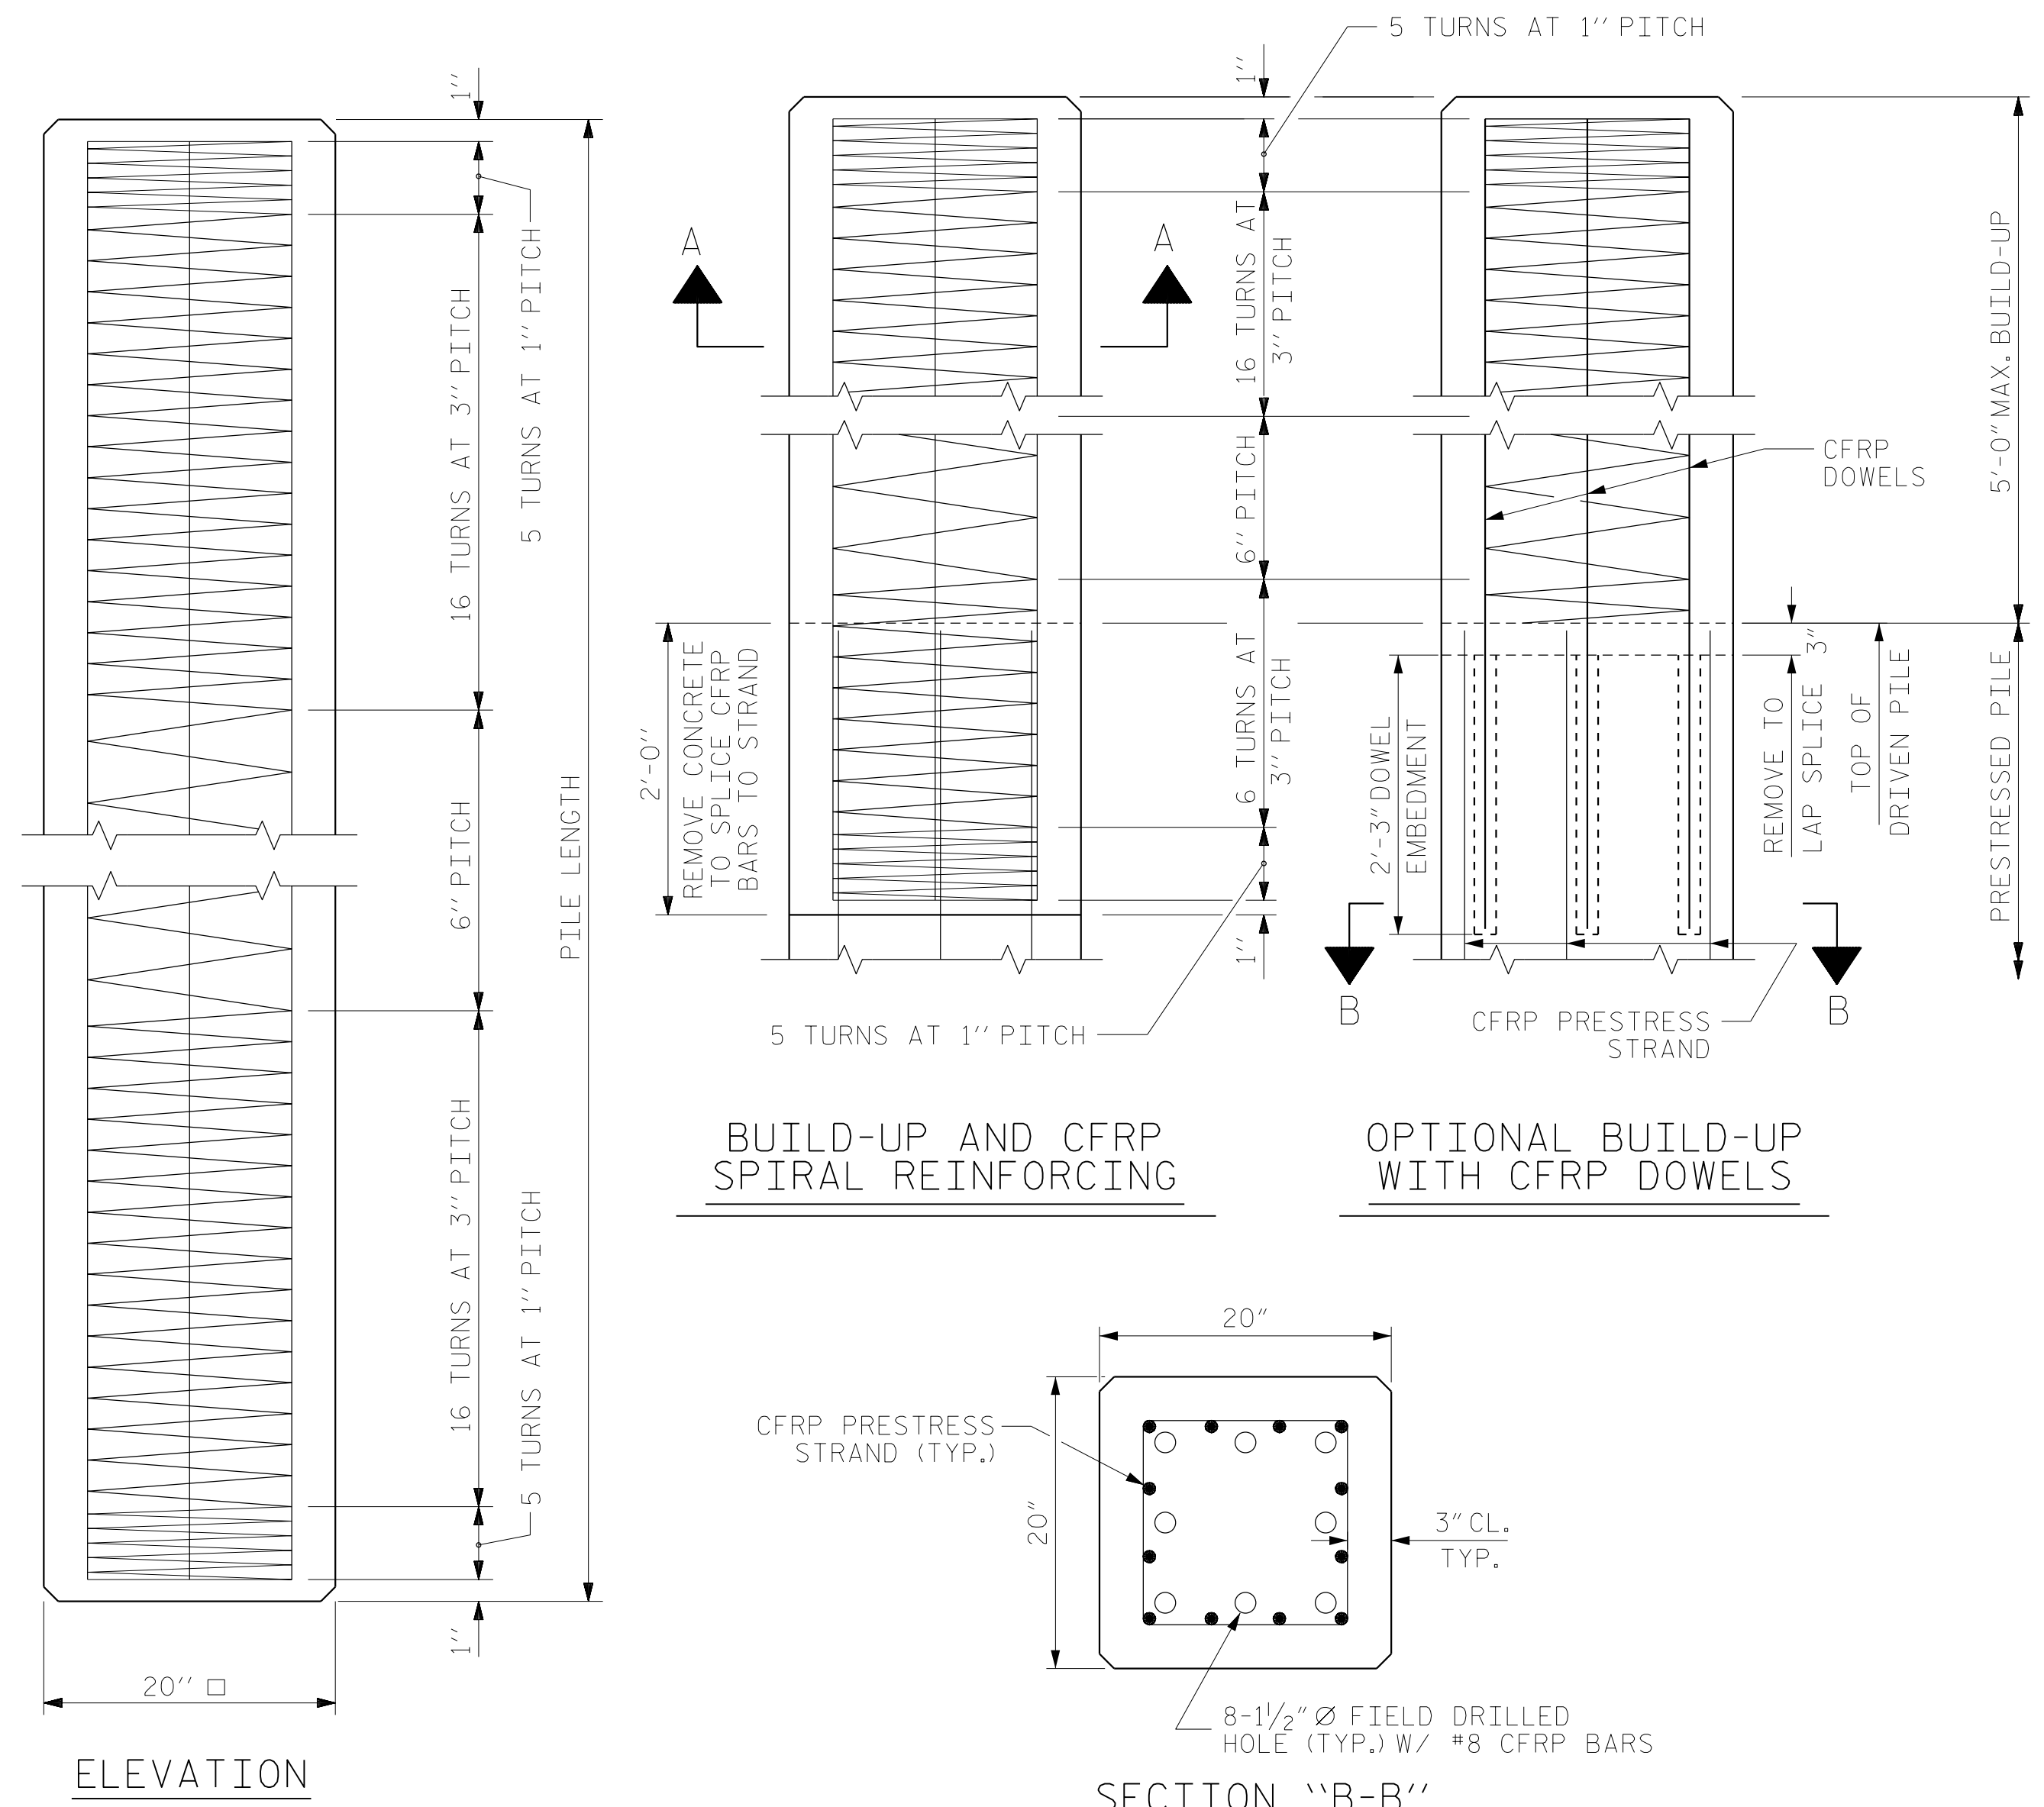 1''
5 TURNS AT 1'' PITCH
16 TURNS AT 3'' PITCH
6'' PITCH
PILE LENGTH
16 TURNS AT 3'' PITCH
5 TURNS AT 1'' PITCH
1''
20'' □
ELEVATION
5 TURNS AT 1'' PITCH
1''
A
A
16 TURNS AT
3'' PITCH
6'' PITCH
6 TURNS AT
3'' PITCH
2'-0''
REMOVE CONCRETE
TO SPLICE CFRP
BARS TO STRAND
1''
5 TURNS AT 1'' PITCH
BUILD-UP AND CFRP
SPIRAL REINFORCING
5'-0" MAX. BUILD-UP
CFRP
DOWELS
2'-3" DOWEL
EMBEDMENT
3"
REMOVE TO
LAP SPLICE
TOP OF
DRIVEN PILE
PRESTRESSED PILE
B
B
CFRP PRESTRESS
STRAND
OPTIONAL BUILD-UP
WITH CFRP DOWELS
20"
CFRP PRESTRESS
STRAND (TYP.)
20"
3" CL.
TYP.
8-1½" Ø FIELD DRILLED
HOLE (TYP.) W/ #8 CFRP BARS
SECTION ''B-B''